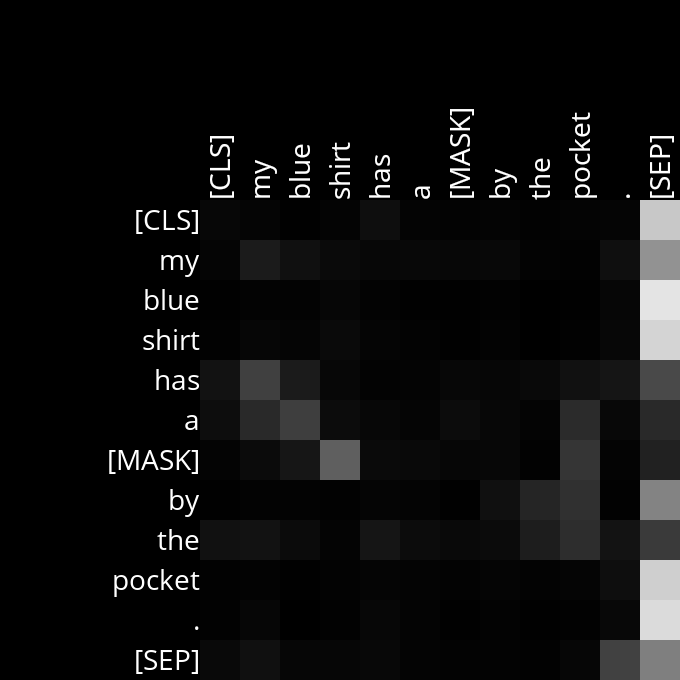 [CLS] my blue shirt has a [MASK] by the pocket . [SEP]
[CLS]
my
blue
shirt
has
a
[MASK]
by
the
pocket
.
[SEP]